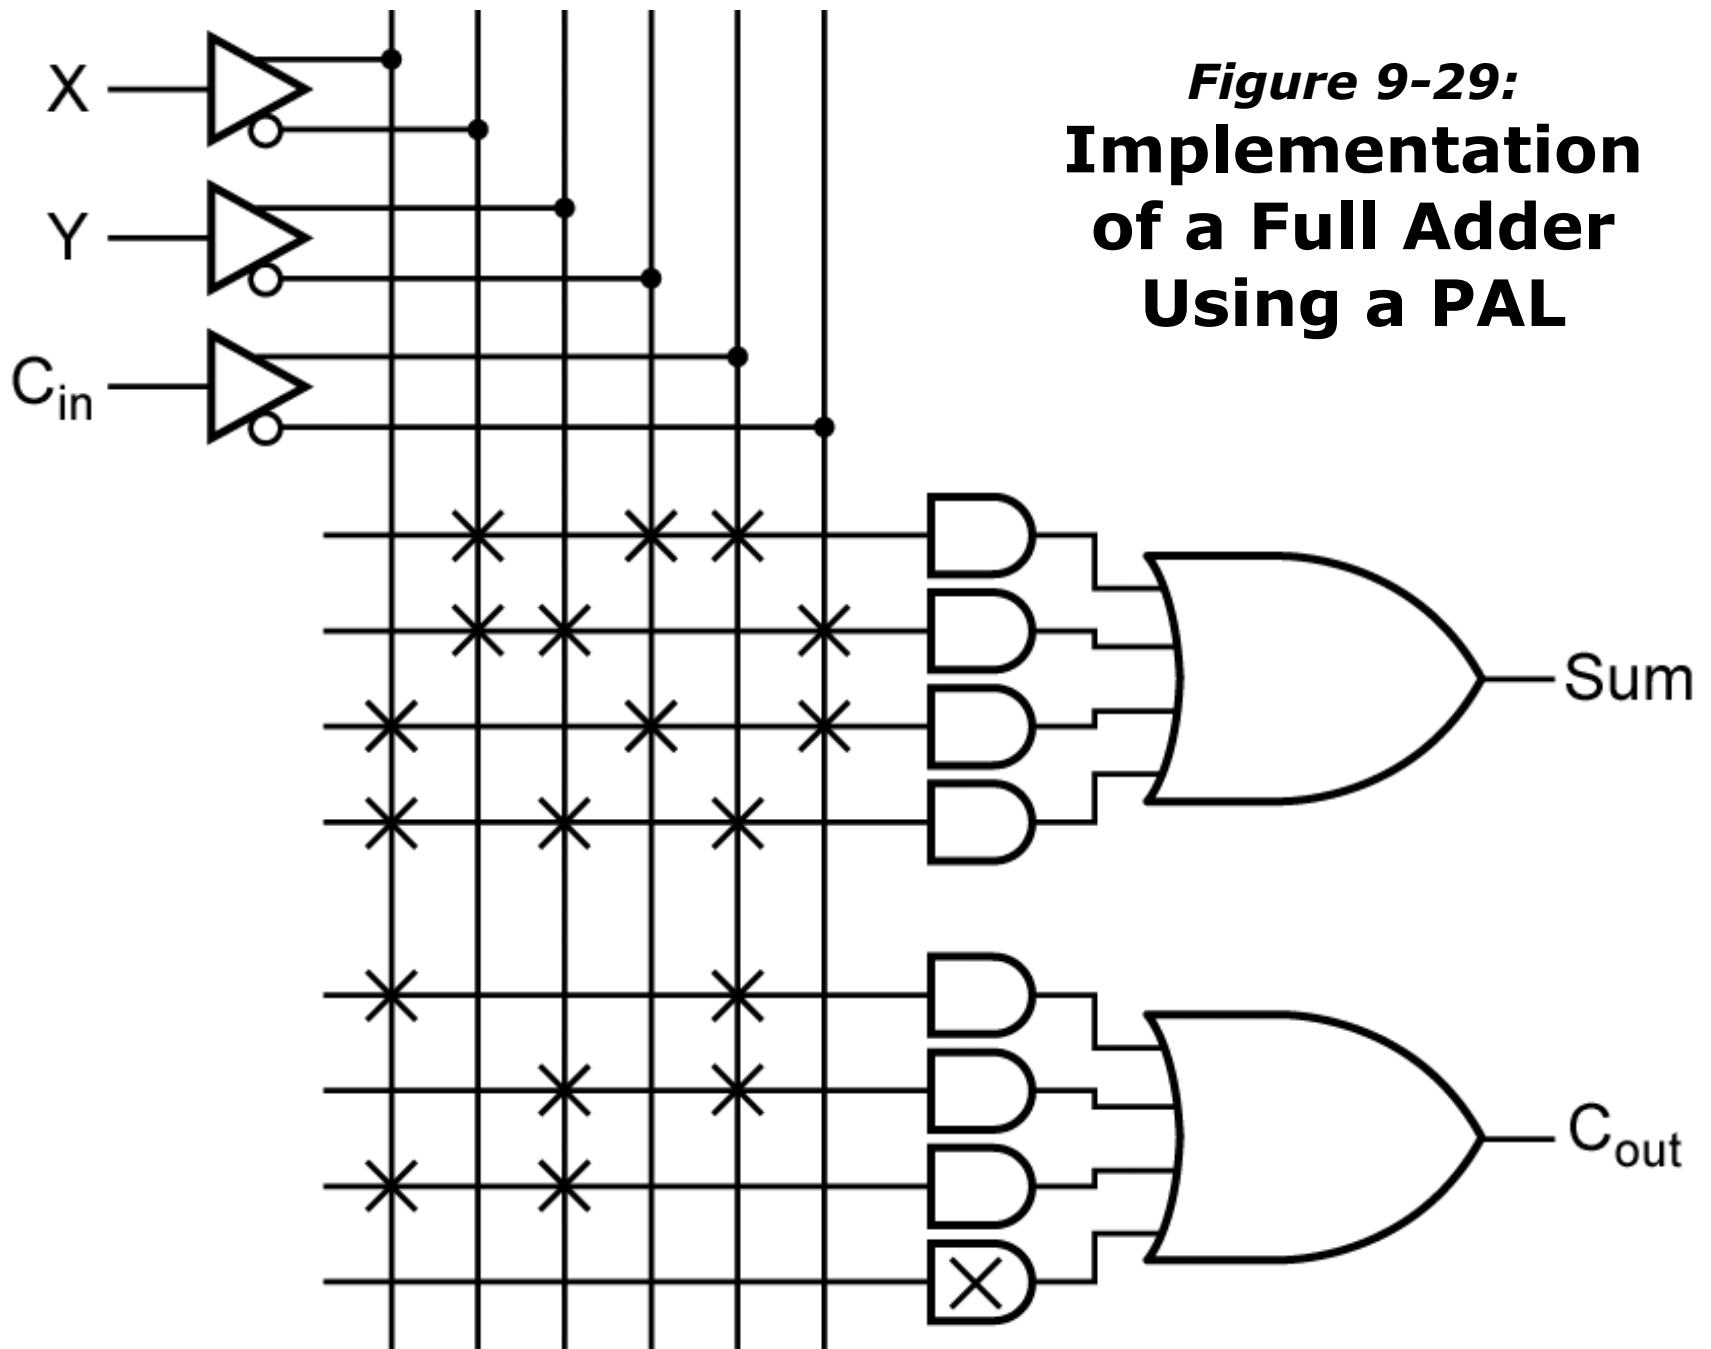 Figure 9-29:
Implementation
of a Full Adder
Using a PAL
X
Y
Cin
Sum
Cout